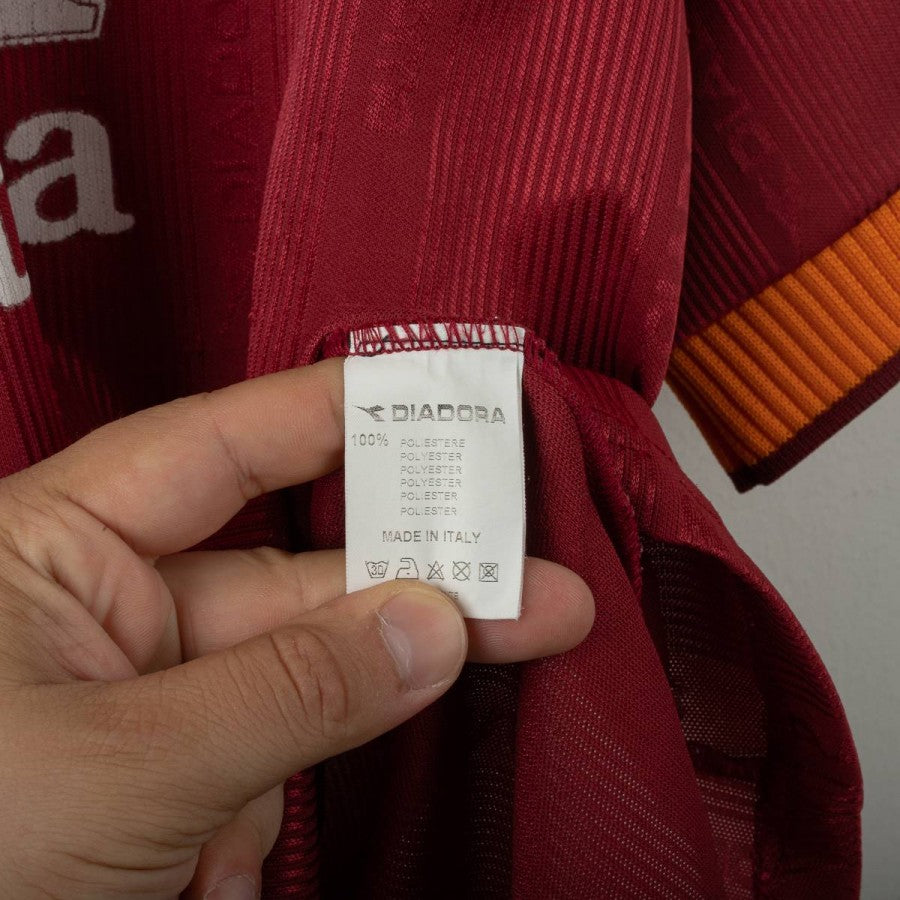 a
DIADORA
100% POLIESTERE
POLYESTER
POLYESTER
POLYESTER
POLIESTER
POLIESTER
MADE IN ITALY
30